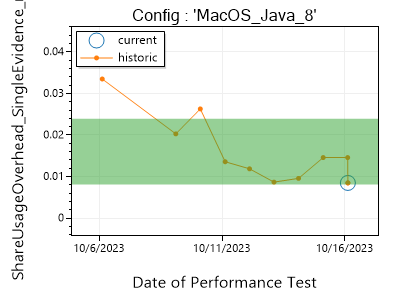 Config : 'MacOS_Java_8'
current
historic
0.04
0.03
0.02
0.01
0
ShareUsageOverhead_SingleEvidence_
10/6/2023
10/11/2023
10/16/2023
Date of Performance Test